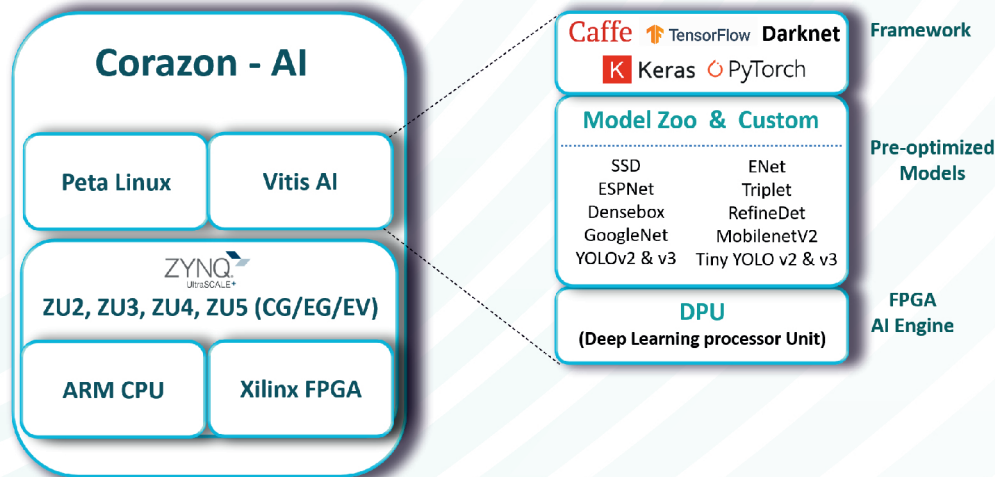 Corazon - AI
Peta Linux
Vitis AI
ZYNQ
UltraSCALE+
ZU2, ZU3, ZU4, ZU5 (CG/EG/EV)
ARM CPU
Xilinx FPGA
Caffe TensorFlow Darknet
K Keras PyTorch
Framework
Model Zoo & Custom
SSD ENet
ESPNet Triplet
Densebox RefineDet
GoogleNet MobilenetV2
YOLOv2 & v3 Tiny YOLO v2 & v3
Pre-optimized
Models
DPU
(Deep Learning processor Unit)
FPGA
AI Engine